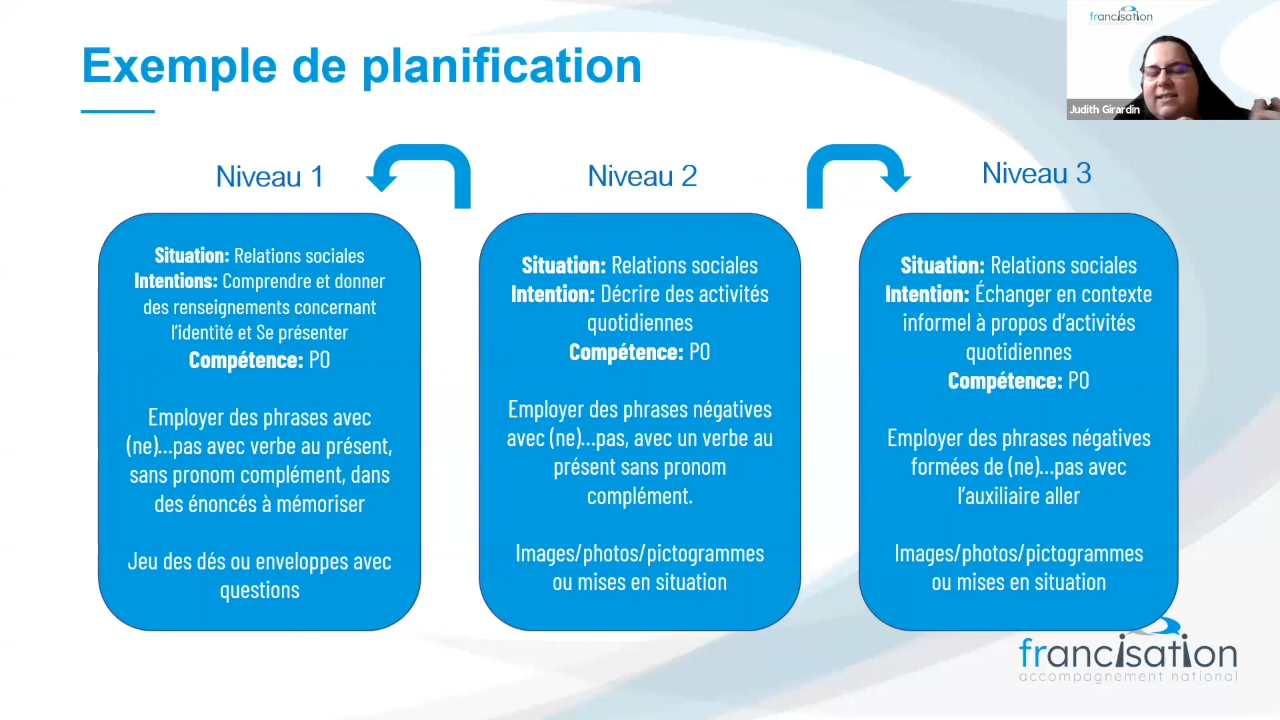 Exemple de planification
francisation
Judith Girardin
Niveau 1
Situation: Relations sociales
Intentions: Comprendre et donner
des renseignements concernant
l'identité et Se présenter
Compétence: PO
Employer des phrases avec
(ne)...pas avec verbe au présent,
sans pronom complément, dans
des énoncés à mémoriser
Jeu des dés ou enveloppes avec
questions
Niveau 2
Situation: Relations sociales
Intention: Décrire des activités
quotidiennes
Compétence: PO
Employer des phrases négatives
avec (ne)...pas, avec un verbe au
présent sans pronom
complément.
Images/photos/pictogrammes
ou mises en situation
Niveau 3
Situation: Relations sociales
Intention: Échanger en contexte
informel à propos d'activités
quotidiennes
Compétence: PO
Employer des phrases négatives
formées de (ne)...pas avec
l'auxiliaire aller
Images/photos/pictogrammes
ou mises en situation
francisation
accompagnement national